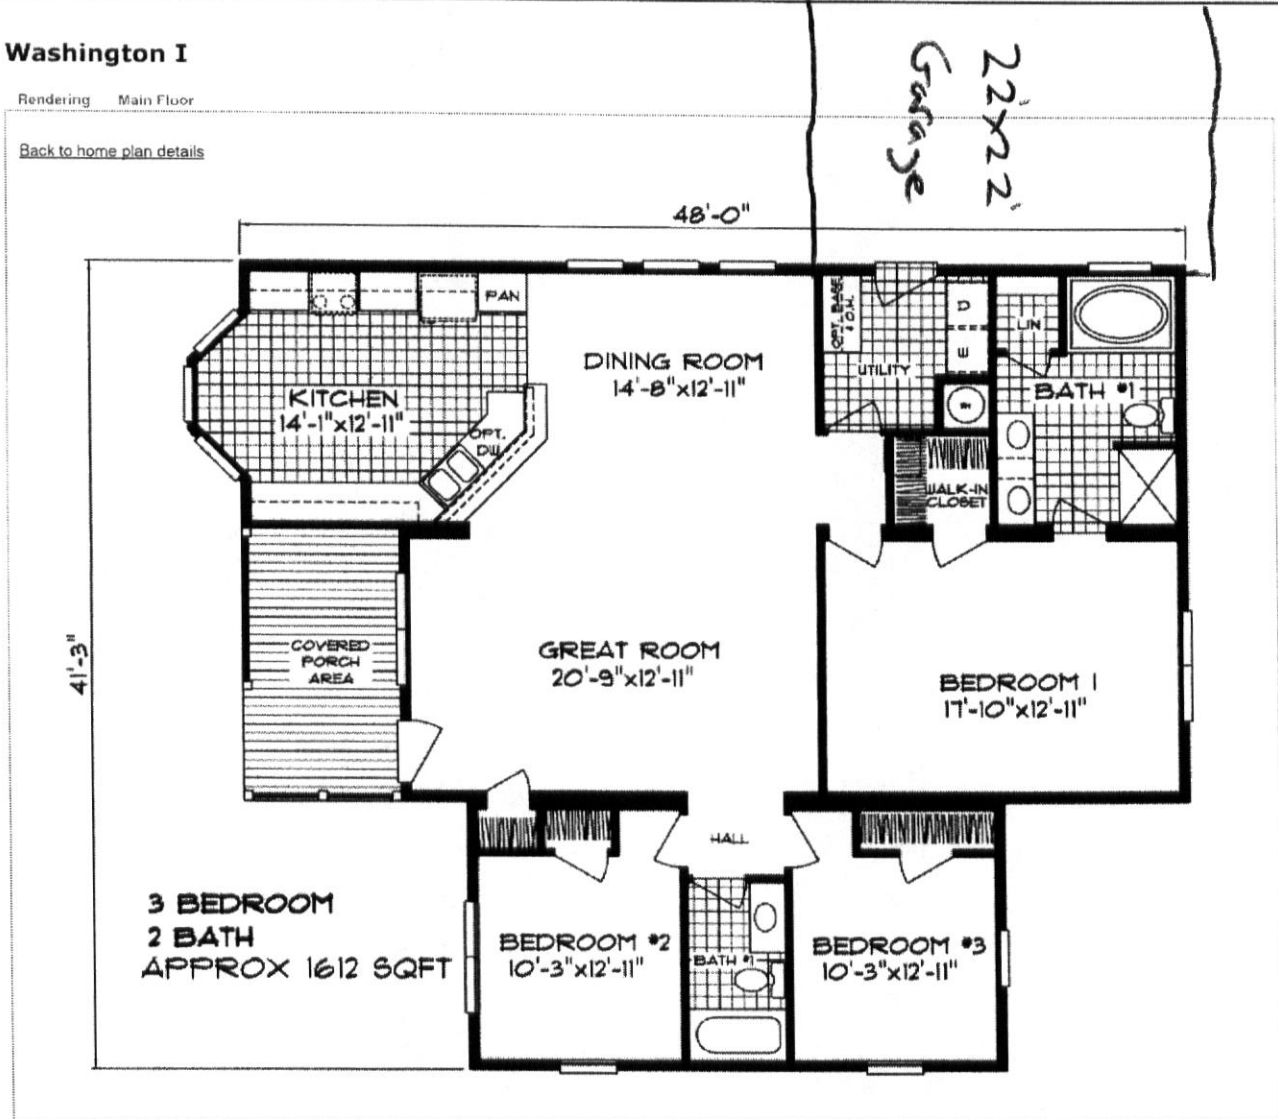 Washington I
Rendering Main Floor
Back to home plan details
22'x22'
Garage
48'-0"
41'-3"
PAN
KITCHEN
14'-1"x12'-11"
OPT.
DW
DINING ROOM
14'-8"x12'-11"
OPT. BASE
& O.H.
UTILITY
D
W
LIN
BATH #1
WH
WALK-IN
CLOSET
COVERED
PORCH
AREA
GREAT ROOM
20'-9"x12'-11"
BEDROOM 1
17'-10"x12'-11"
HALL
3 BEDROOM
2 BATH
APPROX 1612 SQFT
BEDROOM #2
10'-3"x12'-11"
BATH #1
BEDROOM #3
10'-3"x12'-11"